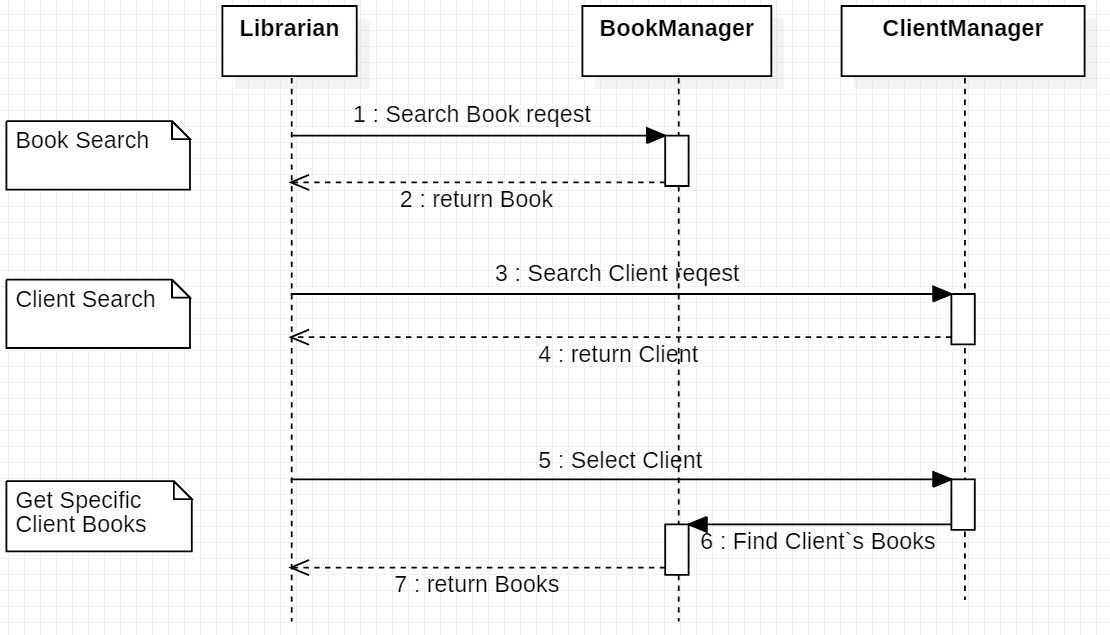 Librarian
BookManager
ClientManager
1 : Search Book reqest
Book Search
2 : return Book
3 : Search Client reqest
Client Search
4 : return Client
5 : Select Client
Get Specific
Client Books
6 : Find Client`s Books
7 : return Books